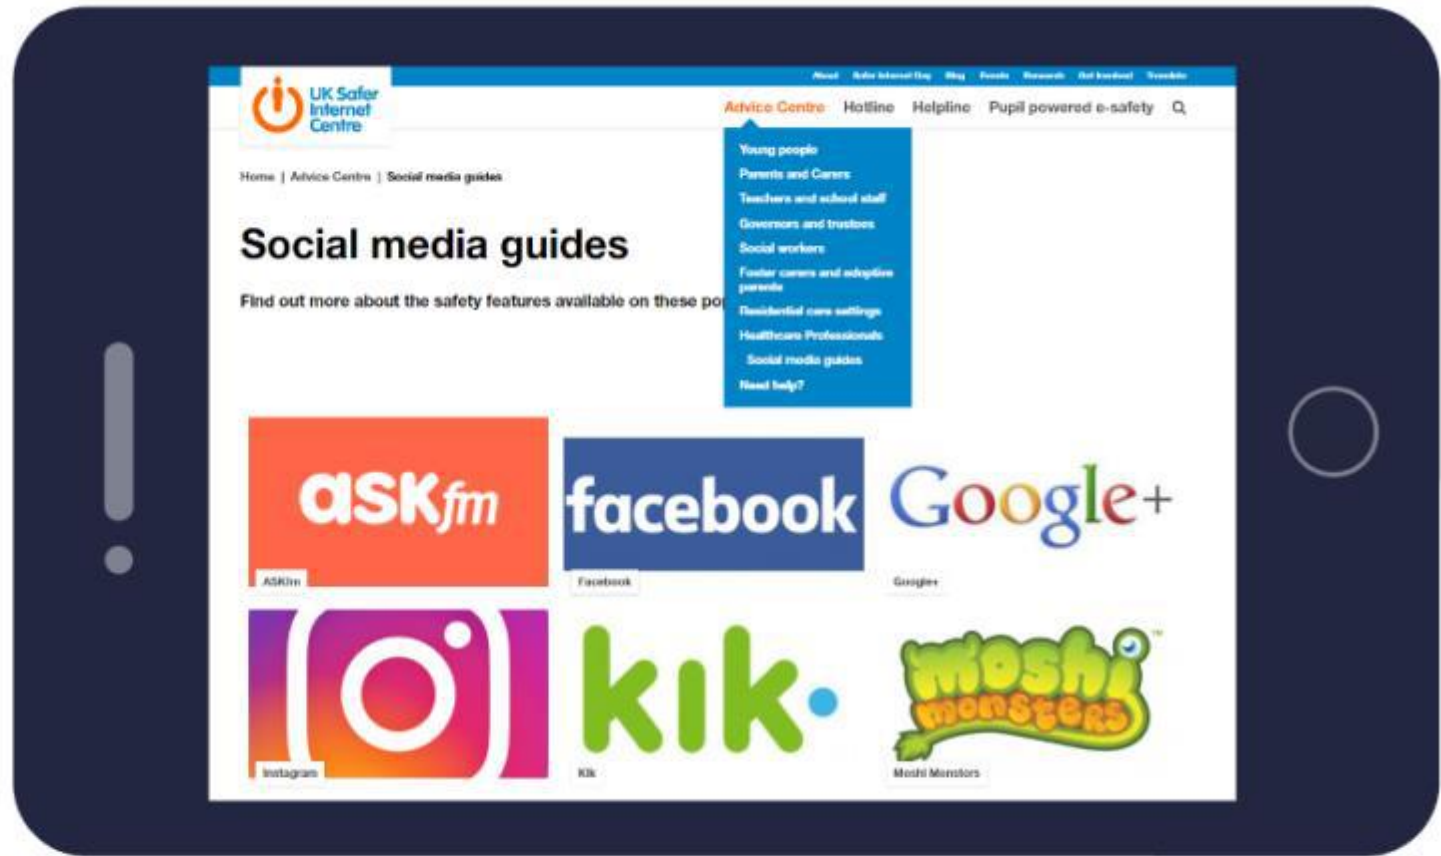 About Safer Internet Day Blog Events Research Get Involved Translate
UK Safer
Internet
Centre
Advice Centre Hotline Helpline Pupil powered e-safety
Young people
Parents and Carers
Teachers and school staff
Governors and trustees
Social workers
Foster carers and adoptive
parents
Residential care settings
Healthcare Professionals
Social media guides
Need help?
Home | Advice Centre | Social media guides
Social media guides
Find out more about the safety features available on these po
ASKfm
facebook
Google+
ASKfm
Facebook
Google+
kik
moshi
monsters
TM
Instagram
Kik
Moshi Monsters